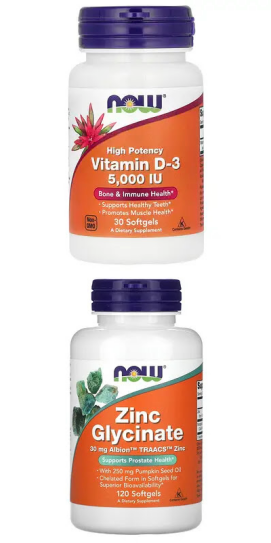 NOW
High Potency
Vitamin D-3
5,000 IU
Bone & Immune Health*
• Supports Healthy Teeth*
• Promotes Muscle Health*
Non-GMO
30 Softgels
A Dietary Supplement
NOW
Zinc
Glycinate
30 mg Albion™ TRAACS™ Zinc
Supports Prostate Health*
• With 250 mg Pumpkin Seed Oil
• Chelated Form in Softgels for
Superior Bioavailability*
120 Softgels
A Dietary Supplement